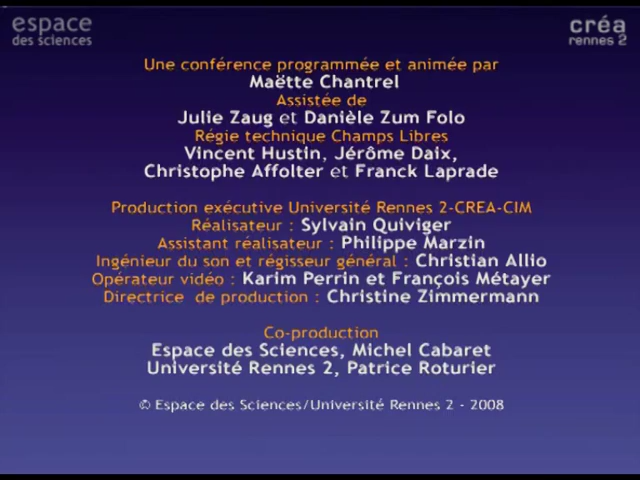 espace
des sciences
créa
rennes 2
Une conférence programmée et animée par
Maëtte Chantrel
Assistée de
Julie Zaug et Danièle Zum Folo
Régie technique Champs Libres
Vincent Hustin, Jérôme Daix,
Christophe Affolter et Franck Laprade
Production exécutive Université Rennes 2-CREA-CIM
Réalisateur : Sylvain Quiviger
Assistant réalisateur : Philippe Marzin
Ingénieur du son et régisseur général : Christian Allio
Opérateur vidéo : Karim Perrin et François Métayer
Directrice de production : Christine Zimmermann
Co-production
Espace des Sciences, Michel Cabaret
Université Rennes 2, Patrice Roturier
© Espace des Sciences/Université Rennes 2 - 2008